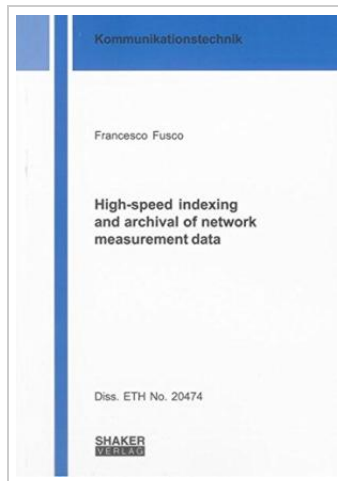 Kommunikationstechnik
Francesco Fusco
High-speed indexing
and archival of network
measurement data
Diss. ETH No. 20474
SHAKER
VERLAG